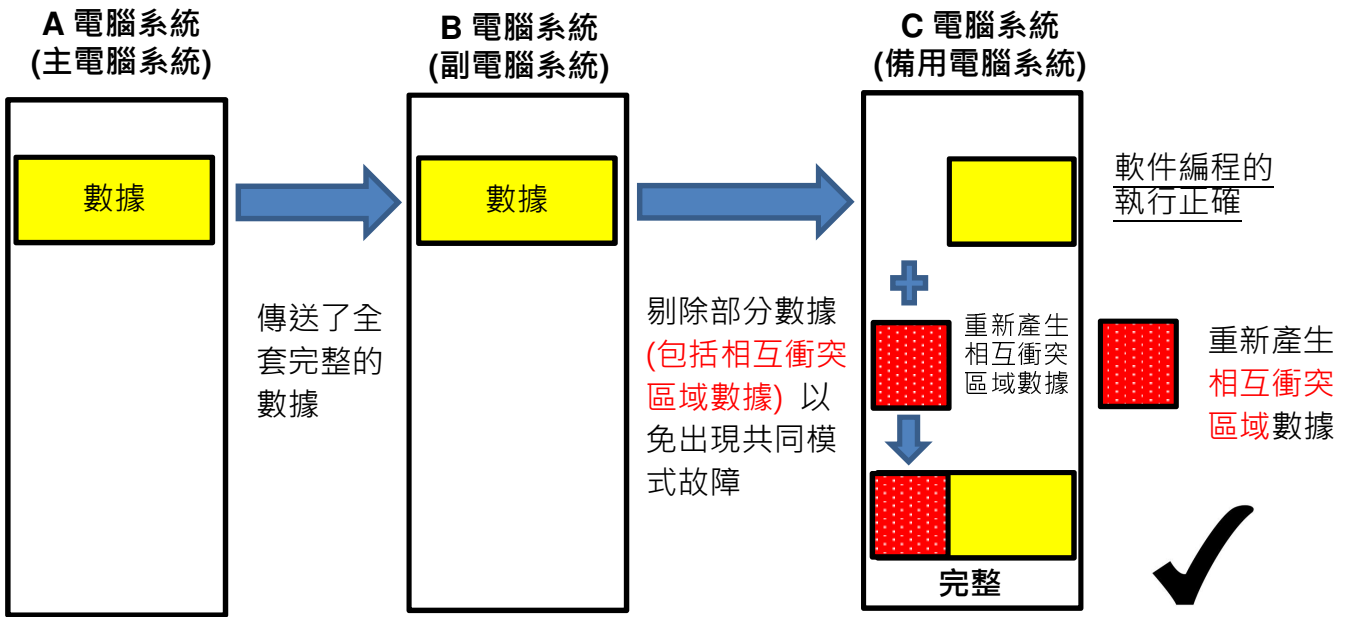 A 電腦系統
(主電腦系統)
B 電腦系統
(副電腦系統)
C 電腦系統
(備用電腦系統)
數據
數據
傳送了全
套完整的
數據
剔除部分數據
(包括相互衝突
區域數據) 以
免出現共同模
式故障
重新產生
相互衝突
區域數據
完整
軟件編程的
執行正確
重新產生
相互衝突
區域數據